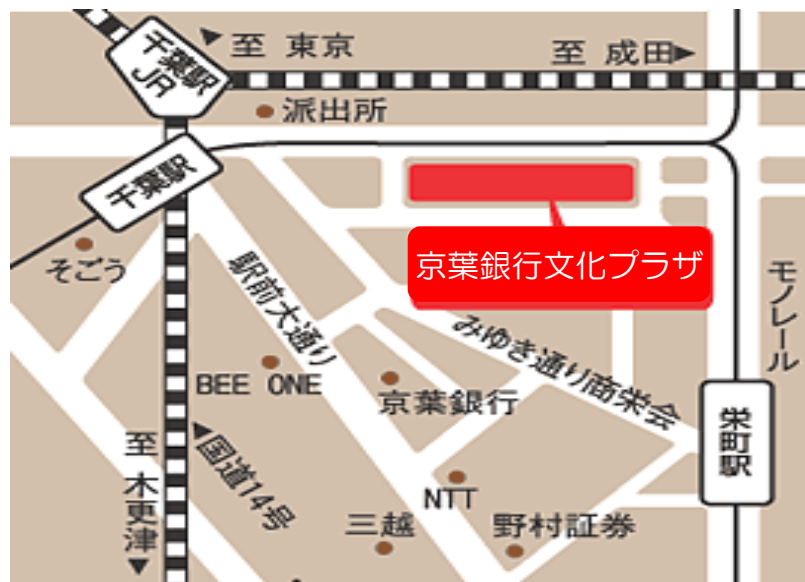 至 東京
至 成田
千葉駅
JR
派出所
千葉駅
そごう
京葉銀行文化プラザ
駅前大通り
モノレール
みゆき通り商栄会
BEE ONE
京葉銀行
栄町駅
至 木更津
国道14号
NTT
三越
野村証券